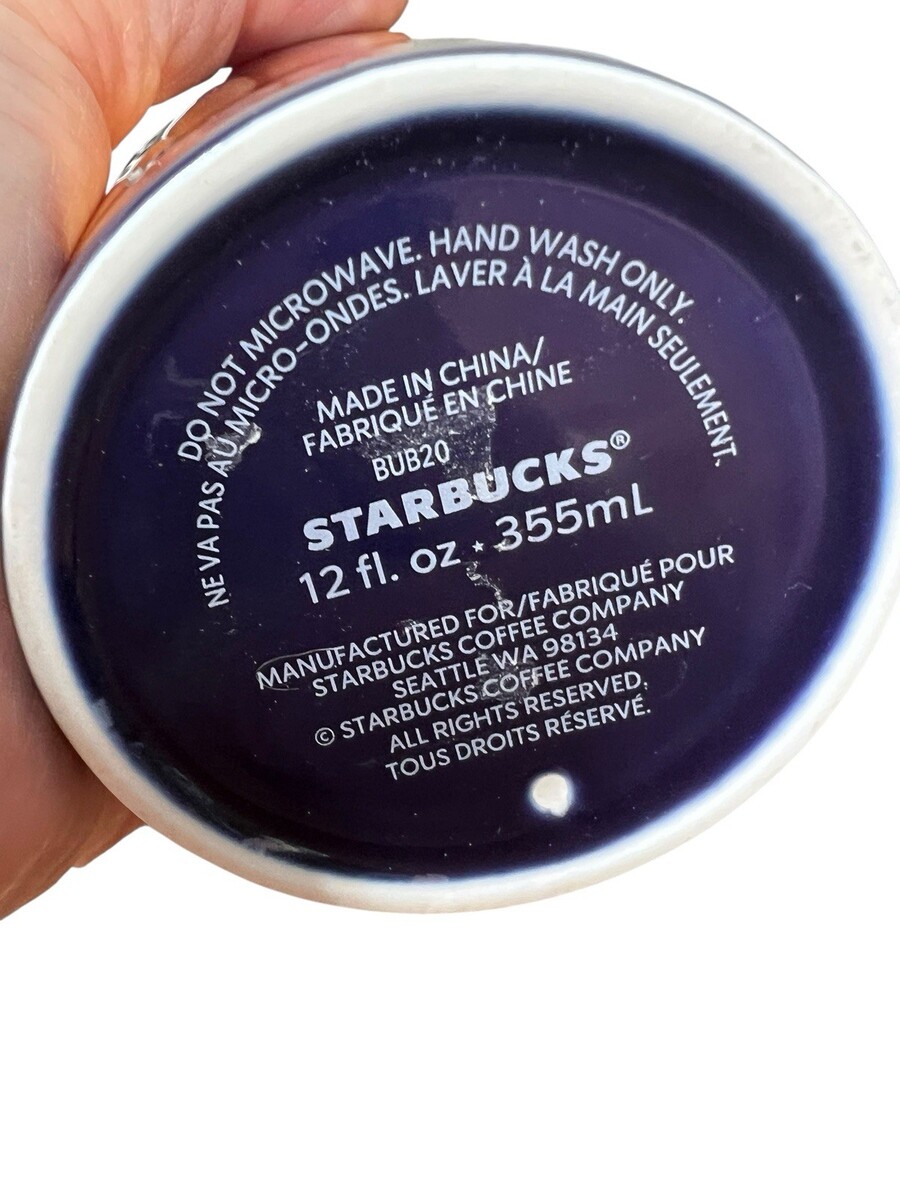 DO NOT MICROWAVE. HAND WASH ONLY.
NE VA PAS AU MICRO-ONDES. LAVER À LA MAIN SEULEMENT.
MADE IN CHINA/
FABRIQUÉ EN CHINE
BUB20
STARBUCKS®
12 fl. oz ⋆ 355mL
MANUFACTURED FOR/FABRIQUÉ POUR
STARBUCKS COFFEE COMPANY
SEATTLE WA 98134
© STARBUCKS COFFEE COMPANY
ALL RIGHTS RESERVED.
TOUS DROITS RÉSERVÉ.